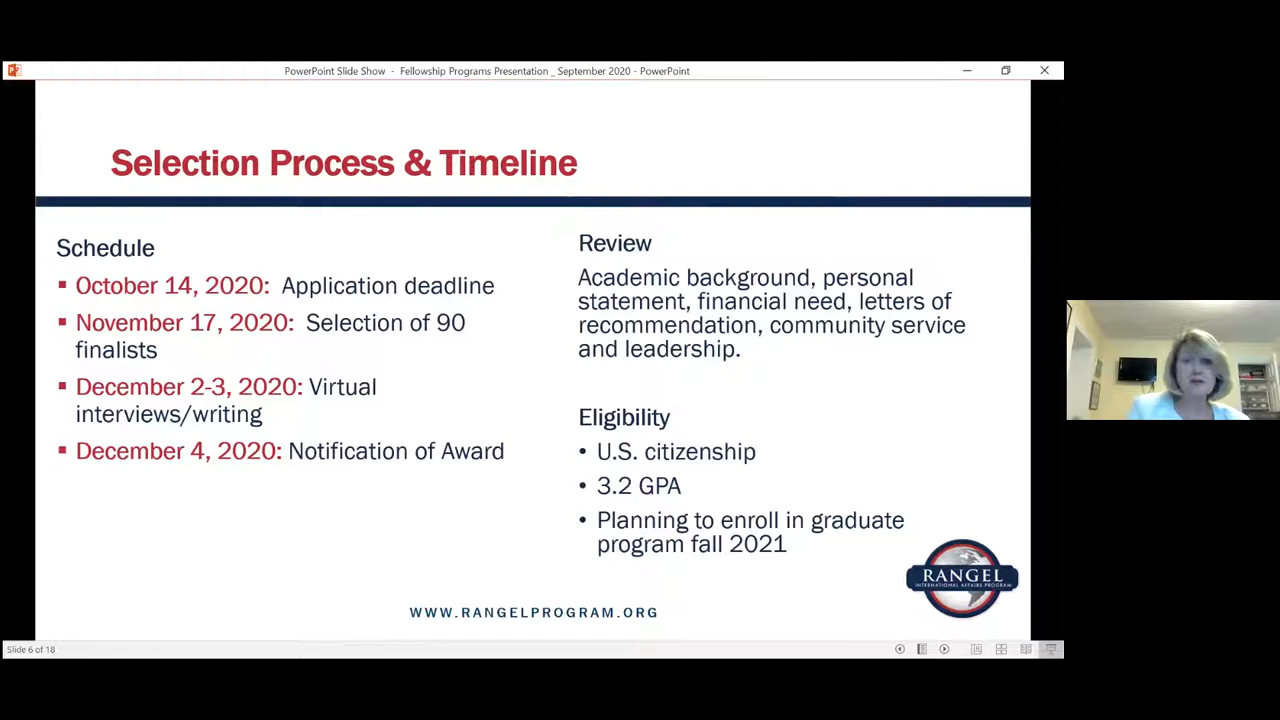 PowerPoint Slide Show - Fellowship Programs Presentation _ September 2020 - PowerPoint
Selection Process & Timeline
Schedule
▪ October 14, 2020: Application deadline
▪ November 17, 2020: Selection of 90
finalists
▪ December 2-3, 2020: Virtual
interviews/writing
▪ December 4, 2020: Notification of Award
Review
Academic background, personal
statement, financial need, letters of
recommendation, community service
and leadership.
Eligibility
• U.S. citizenship
• 3.2 GPA
• Planning to enroll in graduate
program fall 2021
RANGEL
INTERNATIONAL AFFAIRS PROGRAM
WWW.RANGELPROGRAM.ORG
Slide 6 of 18